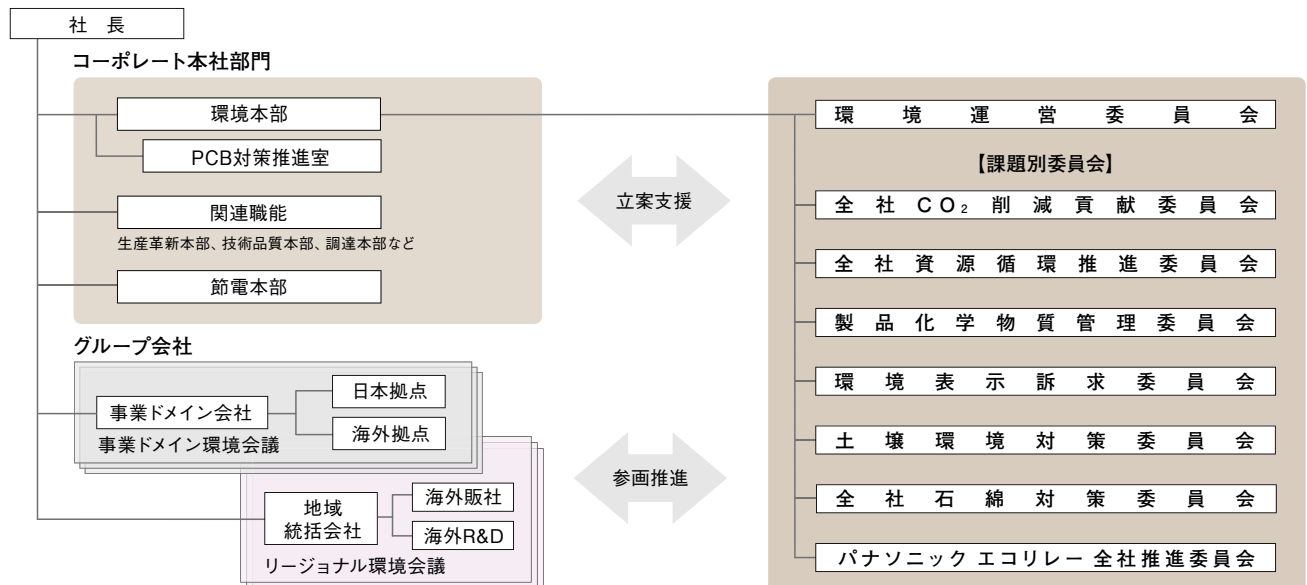 社 長
コーポレート本社部門
環境本部
PCB対策推進室
関連職能
生産革新本部、技術品質本部、調達本部など
節電本部
グループ会社
事業ドメイン会社
事業ドメイン環境会議
日本拠点
海外拠点
地域
統括会社
リージョナル環境会議
海外販社
海外R&D
立案支援
参画推進
環境運営委員会
【課題別委員会】
全社CO₂削減貢献委員会
全社資源循環推進委員会
製品化学物質管理委員会
環境表示訴求委員会
土壌環境対策委員会
全社石綿対策委員会
パナソニック エコリレー 全社推進委員会